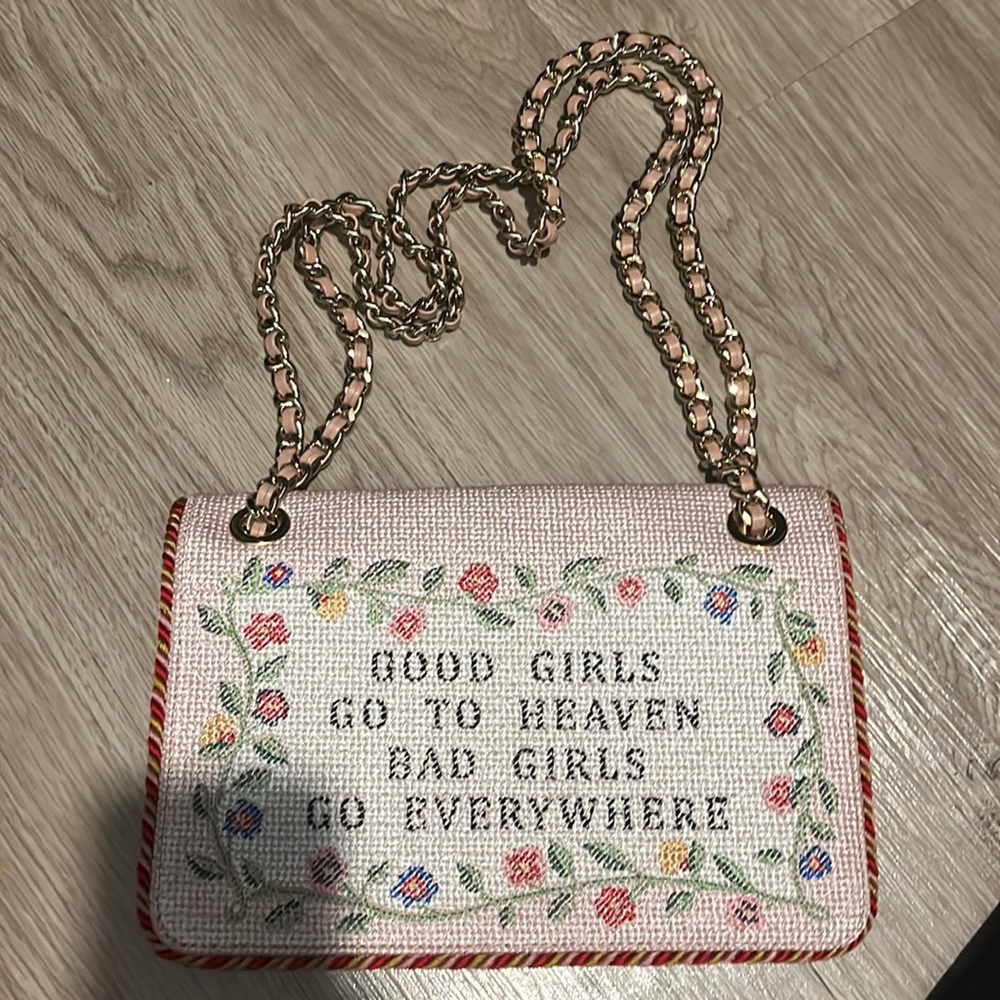 GOOD GIRLS
GO TO HEAVEN
BAD GIRLS
GO EVERYWHERE